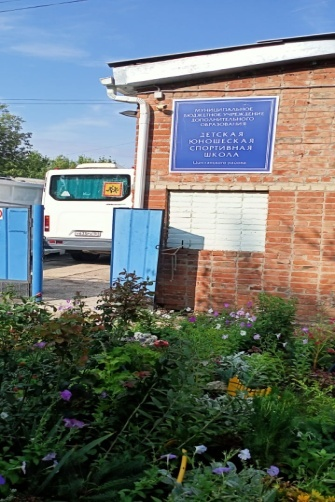 МУНИЦИПАЛЬНОЕ
БЮДЖЕТНОЕ УЧРЕЖДЕНИЕ
ДОПОЛНИТЕЛЬНОГО
ОБРАЗОВАНИЯ
ДЕТСКАЯ
ЮНОШЕСКАЯ
СПОРТИВНАЯ
ШКОЛА